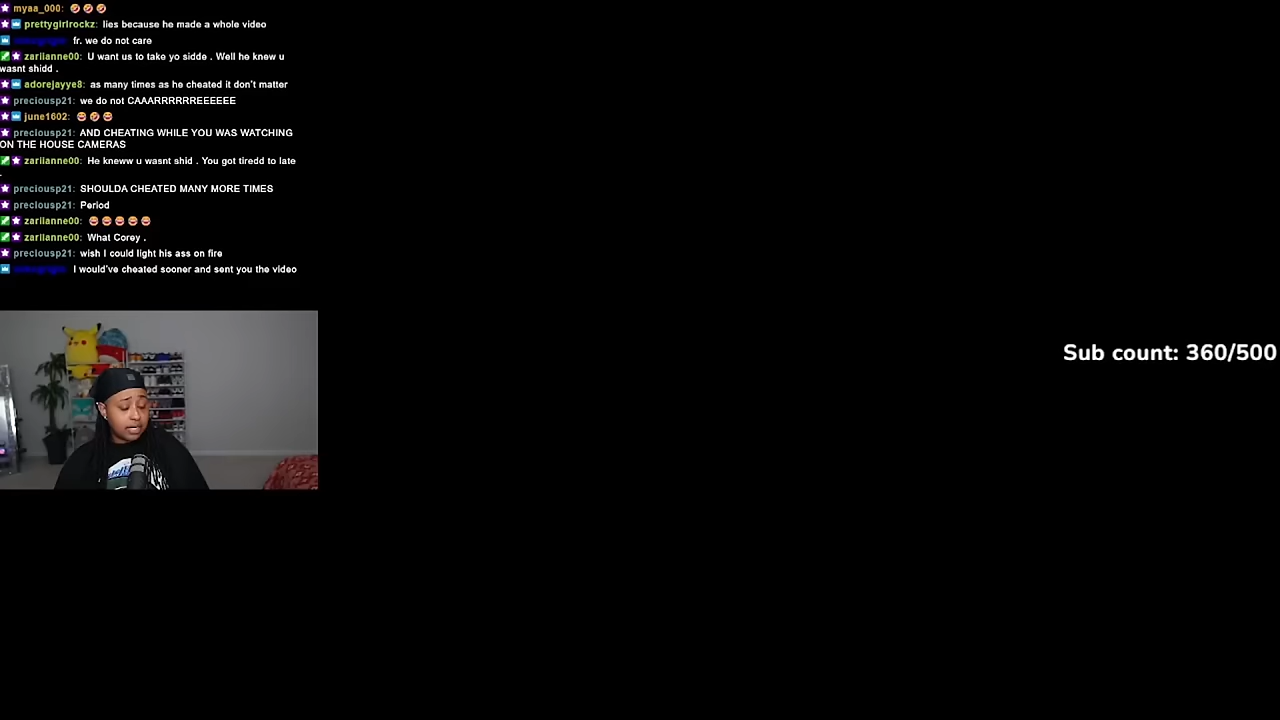 myaa_000: 🤣🤣🤣
prettygirlrockz: lies because he made a whole video
fr. we do not care
zarilanne00: U want us to take yo sidde . Well he knew u
wasnt shidd .
adorejayye8: as many times as he cheated it don't matter
preciousp21: we do not CAAARRRRRREEEEEE
june1602: 😂🤣😂
preciousp21: AND CHEATING WHILE YOU WAS WATCHING
ON THE HOUSE CAMERAS
zarilanne00: He kneww u wasnt shid . You got tiredd to late
.
preciousp21: SHOULDA CHEATED MANY MORE TIMES
preciousp21: Period
zarilanne00: 😂😂😂😂😂
zarilanne00: What Corey .
preciousp21: wish I could light his ass on fire
I would've cheated sooner and sent you the video
Sub count: 360/500